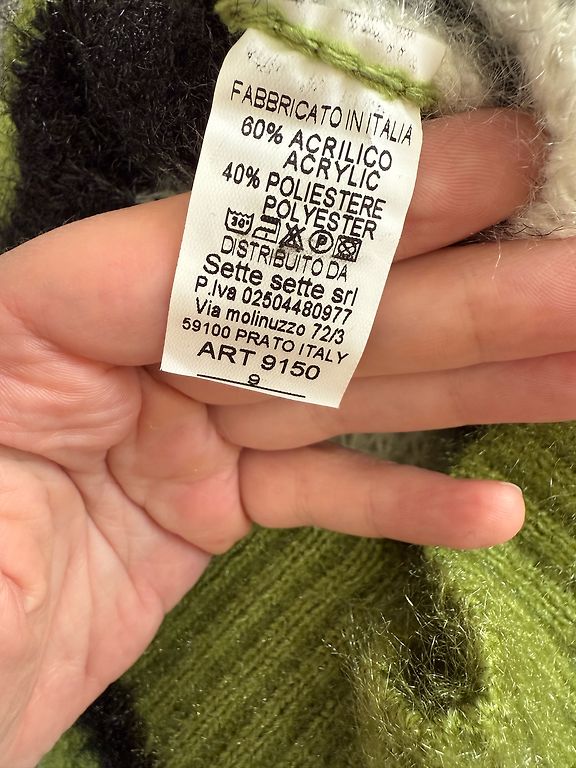 FABBRICATO IN ITALIA
60% ACRILICO
ACRYLIC
40% POLIESTERE
POLYESTER
30 P
DISTRIBUITO DA
Sette sette srl
P.Iva 02504480977
Via molinuzzo 72/3
59100 PRATO ITALY
ART 9150
9